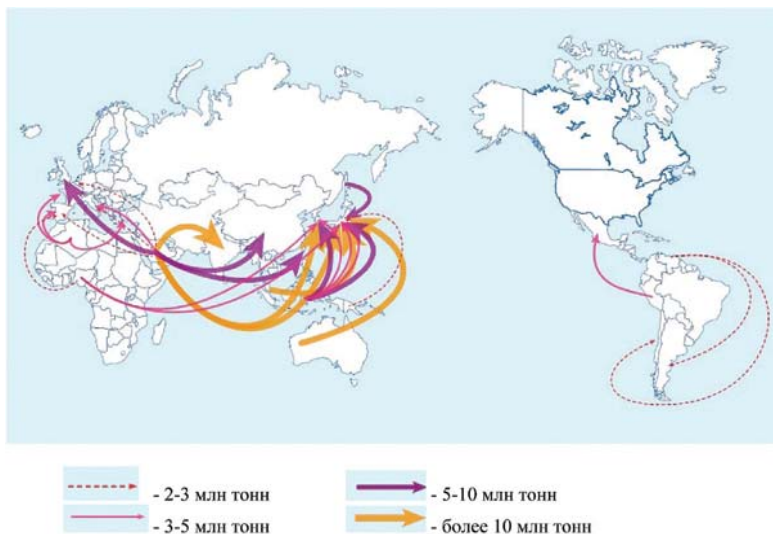 - 2-3 млн тонн
- 5-10 млн тонн
- 3-5 млн тонн
- более 10 млн тонн